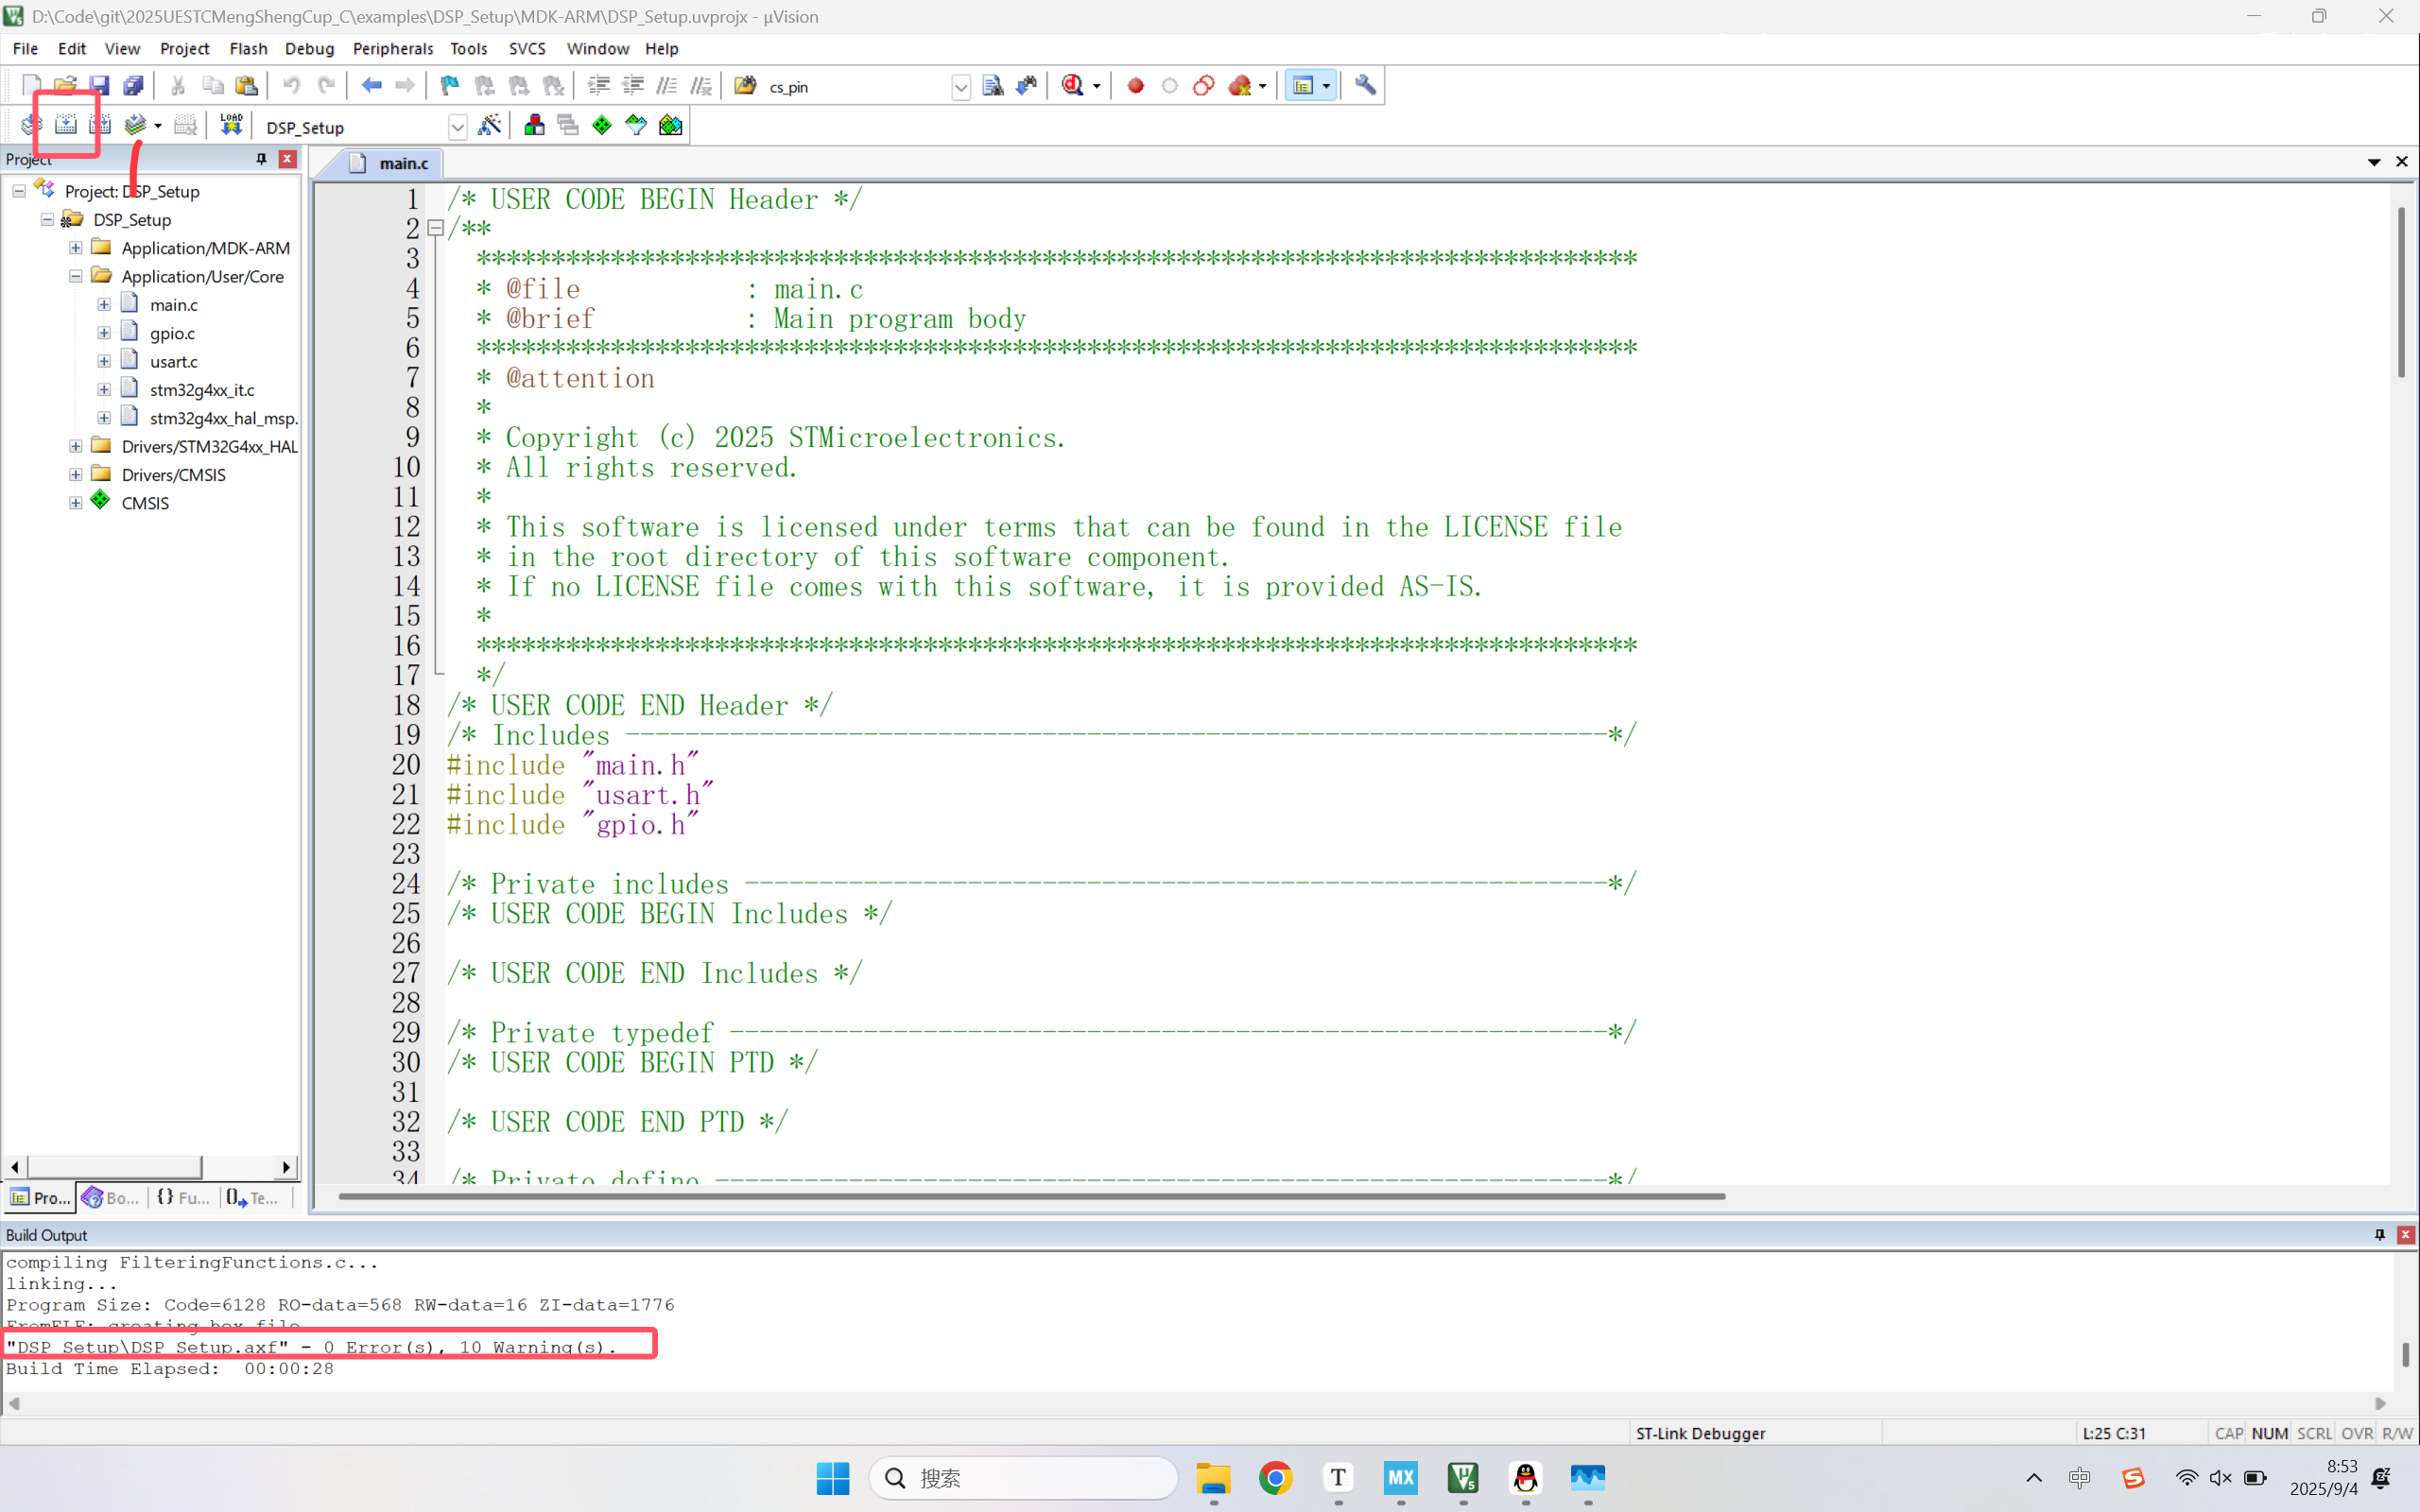 D:\Code\git\2025UESTCMengShengCup_C\examples\DSP_Setup\MDK-ARM\DSP_Setup.uvprojx - µVision
File Edit View Project Flash Debug Peripherals Tools SVCS Window Help
cs_pin
LOAD DSP_Setup
Project
main.c
Project: DSP_Setup
DSP_Setup
Application/MDK-ARM
Application/User/Core
main.c
gpio.c
usart.c
stm32g4xx_it.c
stm32g4xx_hal_msp.
Drivers/STM32G4xx_HAL
Drivers/CMSIS
CMSIS
Pro... Bo... {} Fu... Te...
1 /* USER CODE BEGIN Header */
2 /**
3 ******************************************************************************
4 * @file : main.c
5 * @brief : Main program body
6 ******************************************************************************
7 * @attention
8 *
9 * Copyright (c) 2025 STMicroelectronics.
10 * All rights reserved.
11 *
12 * This software is licensed under terms that can be found in the LICENSE file
13 * in the root directory of this software component.
14 * If no LICENSE file comes with this software, it is provided AS-IS.
15 *
16 ******************************************************************************
17 */
18 /* USER CODE END Header */
19 /* Includes ------------------------------------------------------------------*/
20 #include "main.h"
21 #include "usart.h"
22 #include "gpio.h"
23
24 /* Private includes ----------------------------------------------------------*/
25 /* USER CODE BEGIN Includes */
26
27 /* USER CODE END Includes */
28
29 /* Private typedef -----------------------------------------------------------*/
30 /* USER CODE BEGIN PTD */
31
32 /* USER CODE END PTD */
33
34 /* Private define ------------------------------------------------------------*/
Build Output
compiling FilteringFunctions.c...
linking...
Program Size: Code=6128 RO-data=568 RW-data=16 ZI-data=1776
FromELF: creating hex file...
"DSP_Setup\DSP_Setup.axf" - 0 Error(s), 10 Warning(s).
Build Time Elapsed:  00:00:28
ST-Link Debugger L:25 C:31 CAP NUM SCRL OVR R/W
搜索
T
MX
中
8:53
2025/9/4